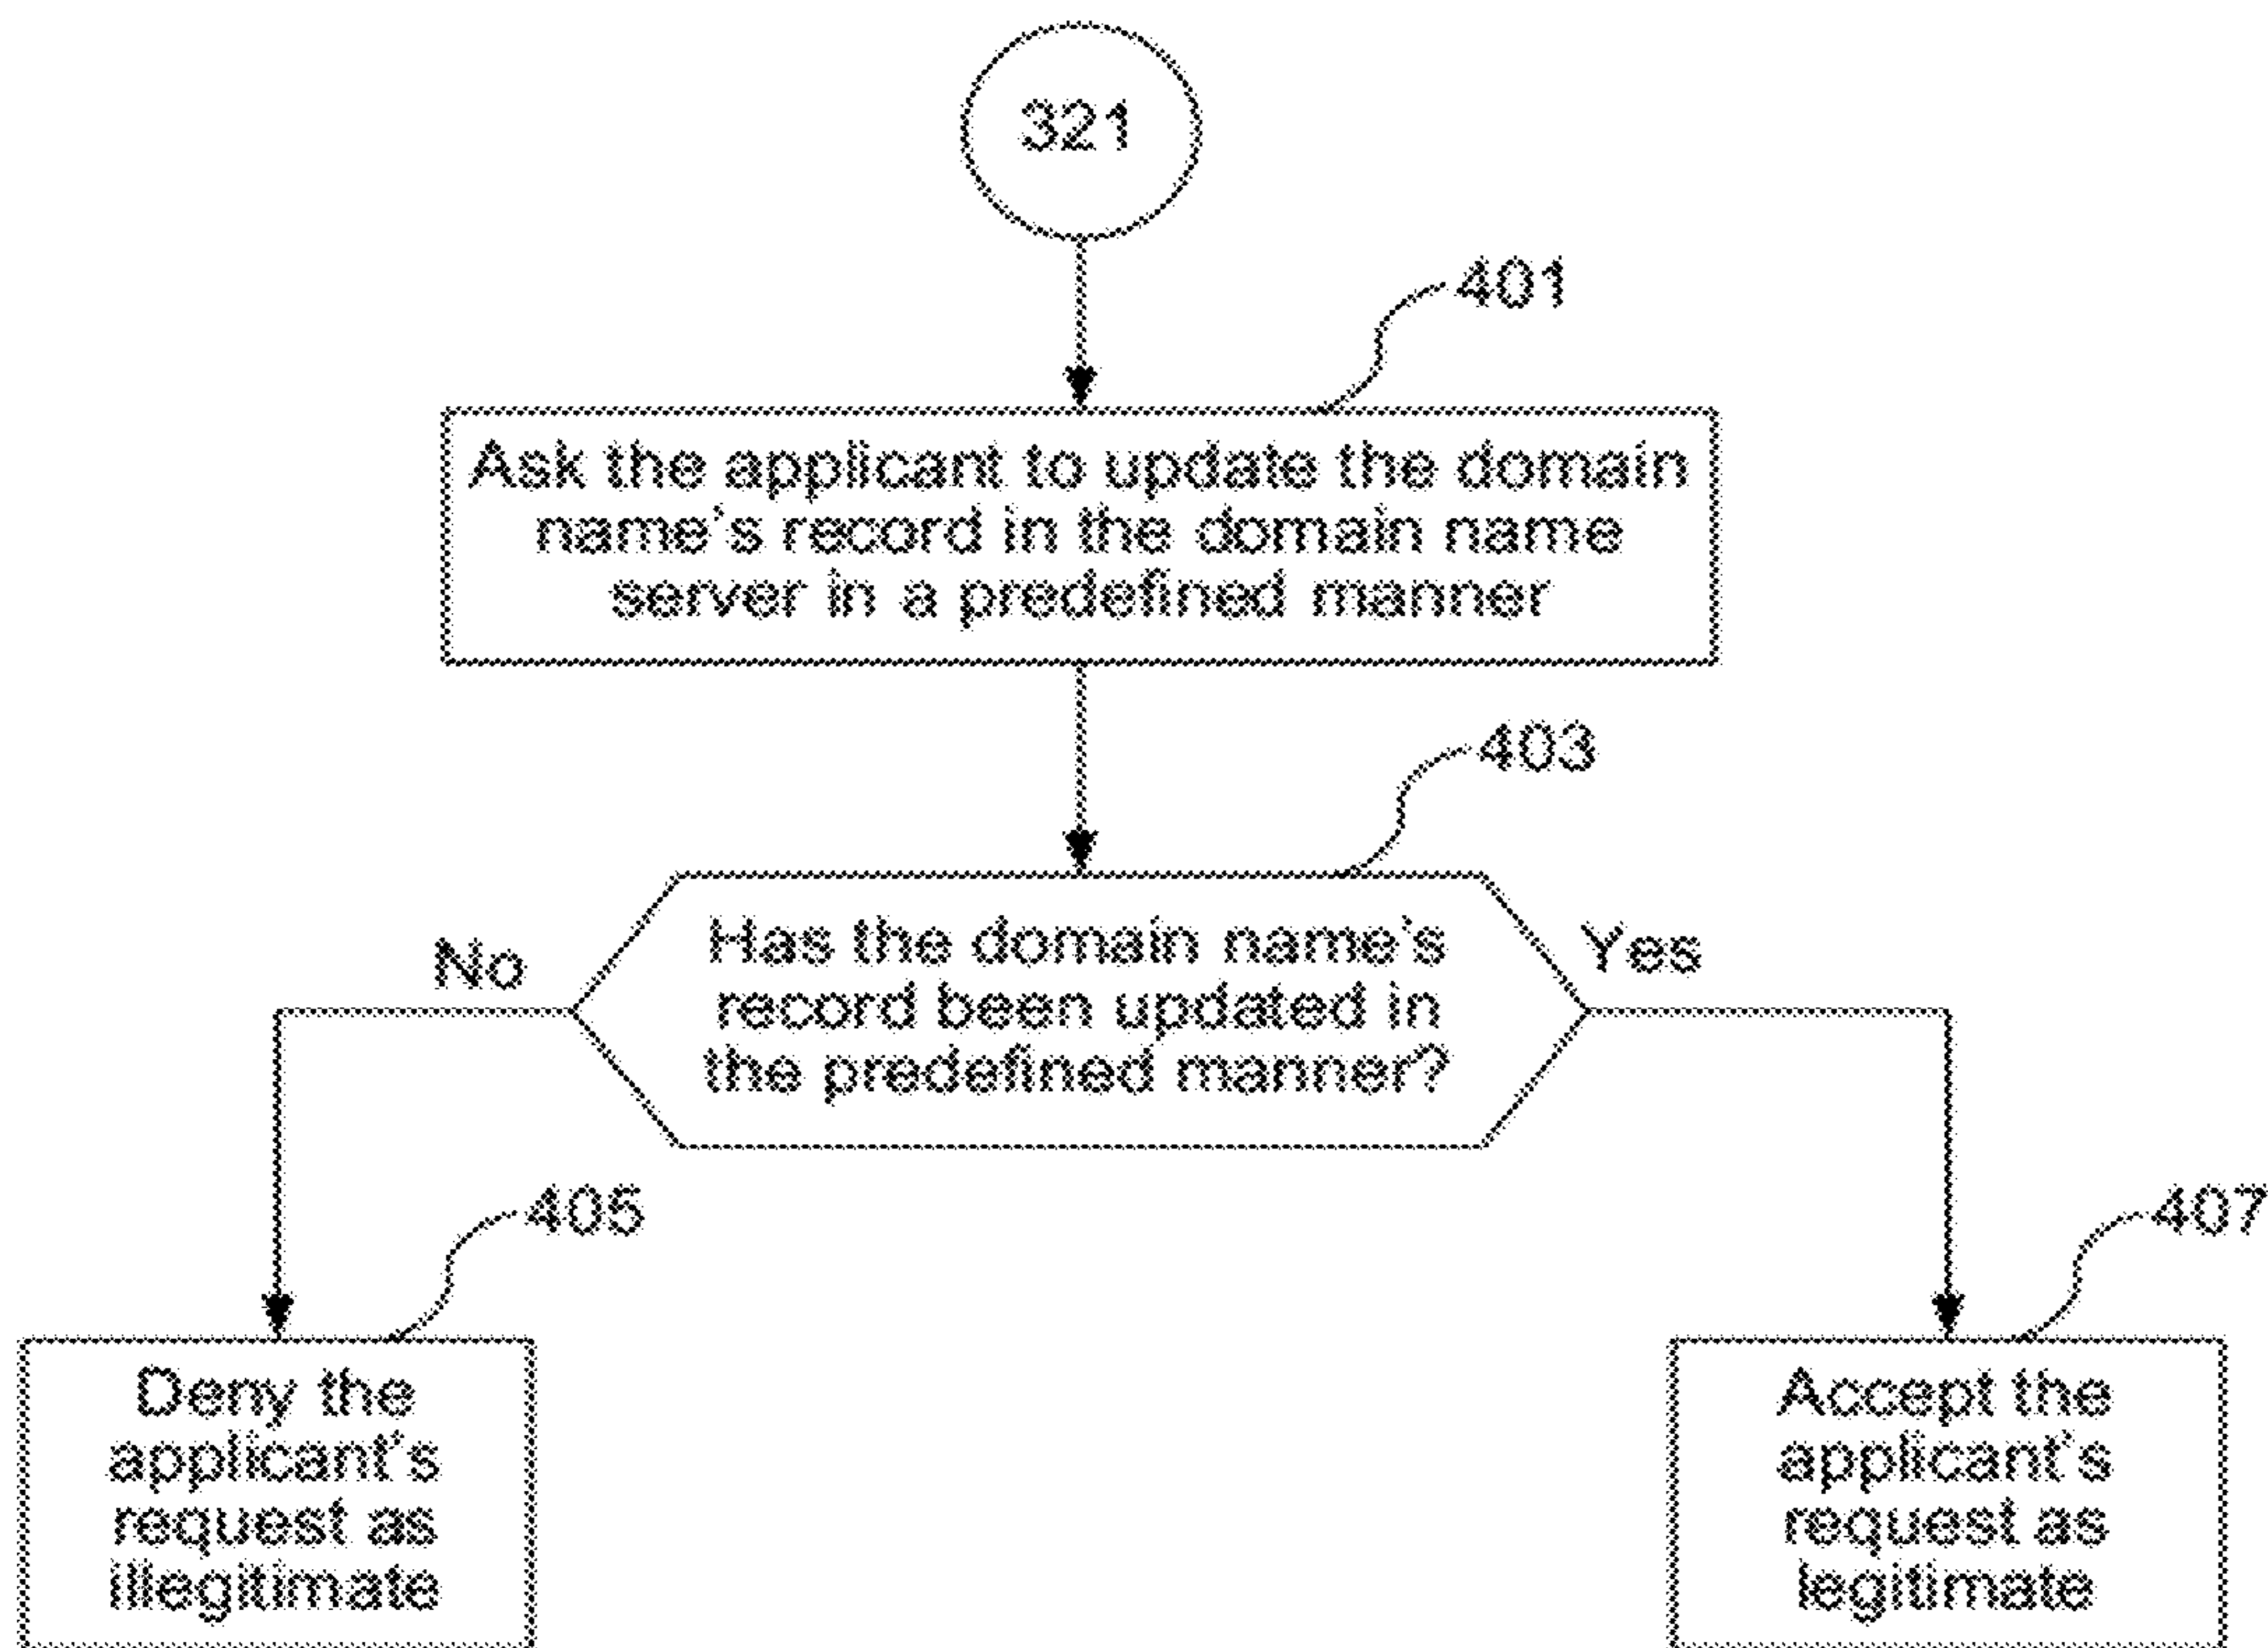 321
401
Ask the applicant to update the domain
name's record in the domain name
server in a predefined manner
403
No
Has the domain name's
record been updated in
the predefined manner?
Yes
405
407
Deny the
applicant's
request as
illegitimate
Accept the
applicant's
request as
legitimate